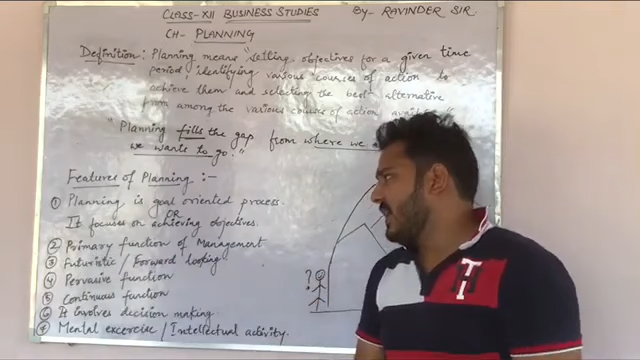 CLASS-XII BUSINESS STUDIES BY- RAVINDER SIR
CH- PLANNING
Definition: Planning means "setting objectives for a given time
period identifying various courses of action to
achieve them and selecting the best alternative
from among the various courses of action
"Planning fills the gap from where we
we wants to go."
Features of Planning :-
① Planning is goal oriented process.
OR
It focuses on achieving objectives.
② Primary function of Management
③ Futuristic / Forward looking
④ Pervasive function
⑤ Continuous function
⑥ It involves decision making.
⑦ Mental excercise / Intellectual activity.
?
T
I